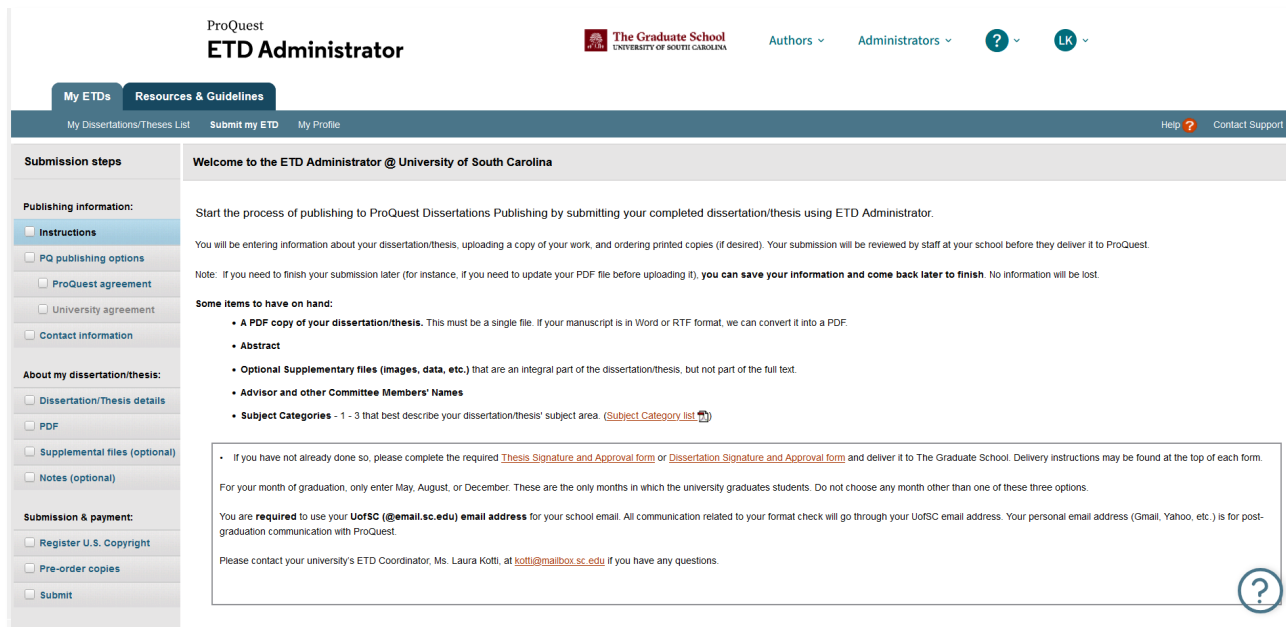 ProQuest
ETD Administrator
The Graduate School
UNIVERSITY OF SOUTH CAROLINA
Authors
Administrators
?
LK
My ETDs
Resources & Guidelines
My Dissertations/Theses List
Submit my ETD
My Profile
Help ?
Contact Support
Submission steps
Publishing information:
Instructions
PQ publishing options
ProQuest agreement
University agreement
Contact information
About my dissertation/thesis:
Dissertation/Thesis details
PDF
Supplemental files (optional)
Notes (optional)
Submission & payment:
Register U.S. Copyright
Pre-order copies
Submit
Welcome to the ETD Administrator @ University of South Carolina
Start the process of publishing to ProQuest Dissertations Publishing by submitting your completed dissertation/thesis using ETD Administrator.
You will be entering information about your dissertation/thesis, uploading a copy of your work, and ordering printed copies (if desired). Your submission will be reviewed by staff at your school before they deliver it to ProQuest.
Note: If you need to finish your submission later (for instance, if you need to update your PDF file before uploading it), you can save your information and come back later to finish. No information will be lost.
Some items to have on hand:
• A PDF copy of your dissertation/thesis. This must be a single file. If your manuscript is in Word or RTF format, we can convert it into a PDF.
• Abstract
• Optional Supplementary files (images, data, etc.) that are an integral part of the dissertation/thesis, but not part of the full text.
• Advisor and other Committee Members' Names
• Subject Categories - 1 - 3 that best describe your dissertation/thesis' subject area. (Subject Category list)
• If you have not already done so, please complete the required Thesis Signature and Approval form or Dissertation Signature and Approval form and deliver it to The Graduate School. Delivery instructions may be found at the top of each form.
For your month of graduation, only enter May, August, or December. These are the only months in which the university graduates students. Do not choose any month other than one of these three options.
You are required to use your UofSC (@email.sc.edu) email address for your school email. All communication related to your format check will go through your UofSC email address. Your personal email address (Gmail, Yahoo, etc.) is for post-
graduation communication with ProQuest.
Please contact your university's ETD Coordinator, Ms. Laura Kotti, at kotti@mailbox.sc.edu if you have any questions.
?